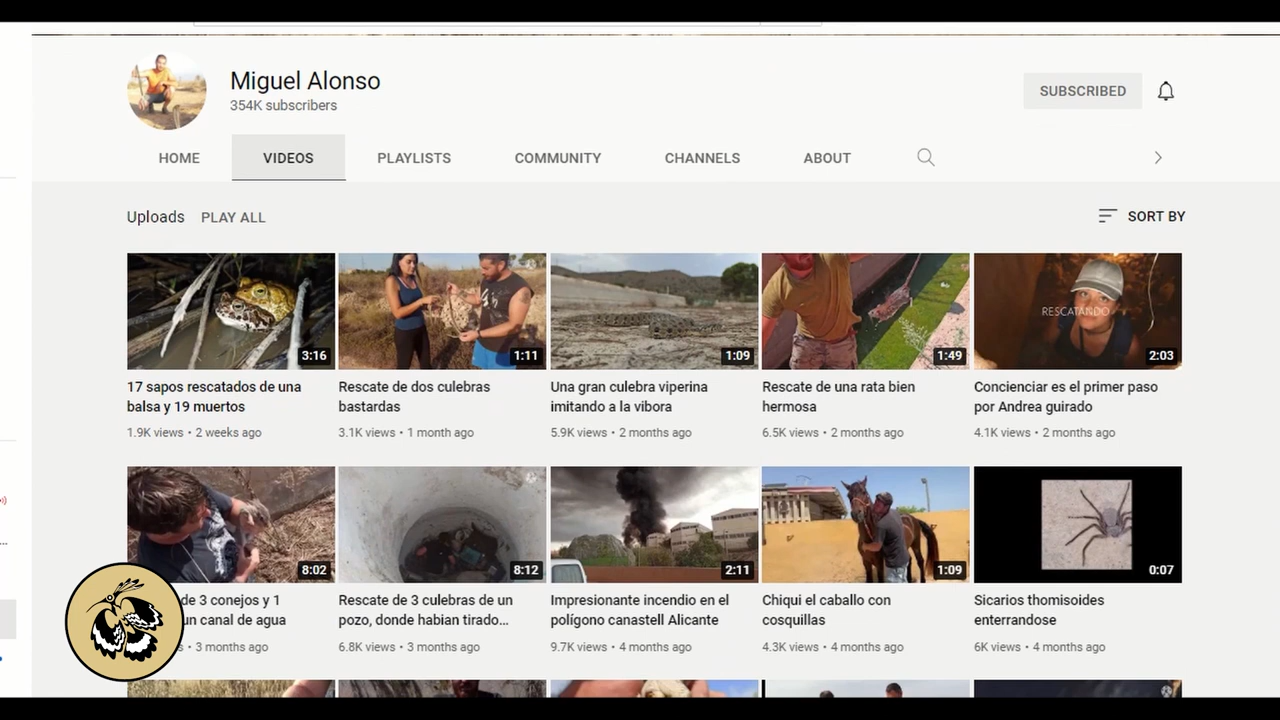 Miguel Alonso
354K subscribers
SUBSCRIBED
HOME
VIDEOS
PLAYLISTS
COMMUNITY
CHANNELS
ABOUT
Uploads
PLAY ALL
SORT BY
3:16
1:11
1:09
1:49
RESCATANDO
2:03
17 sapos rescatados de una
balsa y 19 muertos
1.9K views • 2 weeks ago
Rescate de dos culebras
bastardas
3.1K views • 1 month ago
Una gran culebra viperina
imitando a la vibora
5.9K views • 2 months ago
Rescate de una rata bien
hermosa
6.5K views • 2 months ago
Concienciar es el primer paso
por Andrea guirado
4.1K views • 2 months ago
8:02
8:12
2:11
1:09
0:07
de 3 conejos y 1
un canal de agua
• 3 months ago
Rescate de 3 culebras de un
pozo, donde habian tirado...
6.8K views • 3 months ago
Impresionante incendio en el
polígono canastell Alicante
9.7K views • 4 months ago
Chiqui el caballo con
cosquillas
4.3K views • 4 months ago
Sicarios thomisoides
enterrandose
6K views • 4 months ago